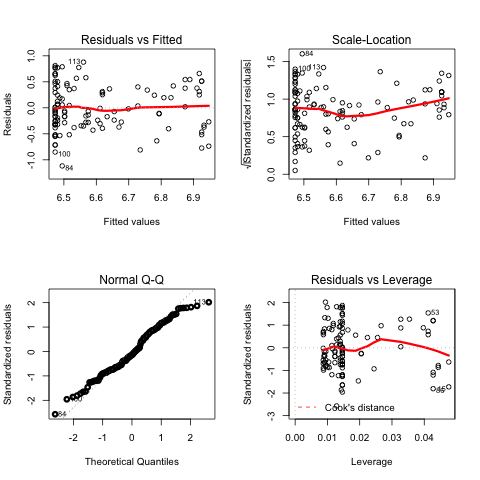 Residuals vs Fitted
Residuals
1.0
0.5
0.0
-0.5
-1.0
113
100
84
6.5 6.6 6.7 6.8 6.9
Fitted values
Scale-Location
√|Standardized residuals|
1.5
1.0
0.5
0.0
84
100
113
6.5 6.6 6.7 6.8 6.9
Fitted values
Normal Q-Q
Standardized residuals
2
1
0
-1
-2
113
84
-2 -1 0 1 2
Theoretical Quantiles
Residuals vs Leverage
Standardized residuals
2
1
0
-1
-2
-3
53
Cook's distance
0.00 0.01 0.02 0.03 0.04
Leverage